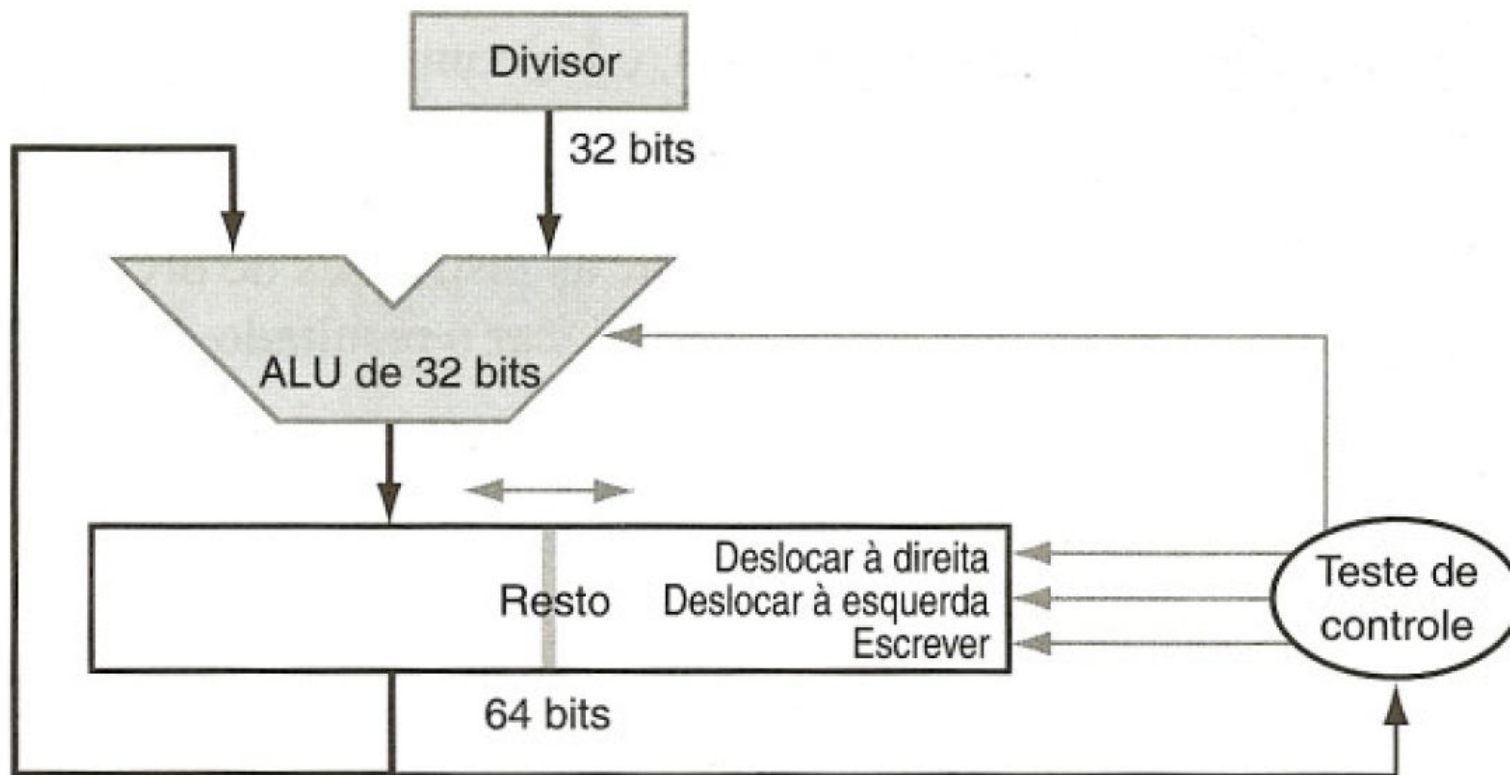 Divisor
32 bits
ALU de 32 bits
Deslocar à direita
Resto
Deslocar à esquerda
Escrever
Teste de
controle
64 bits